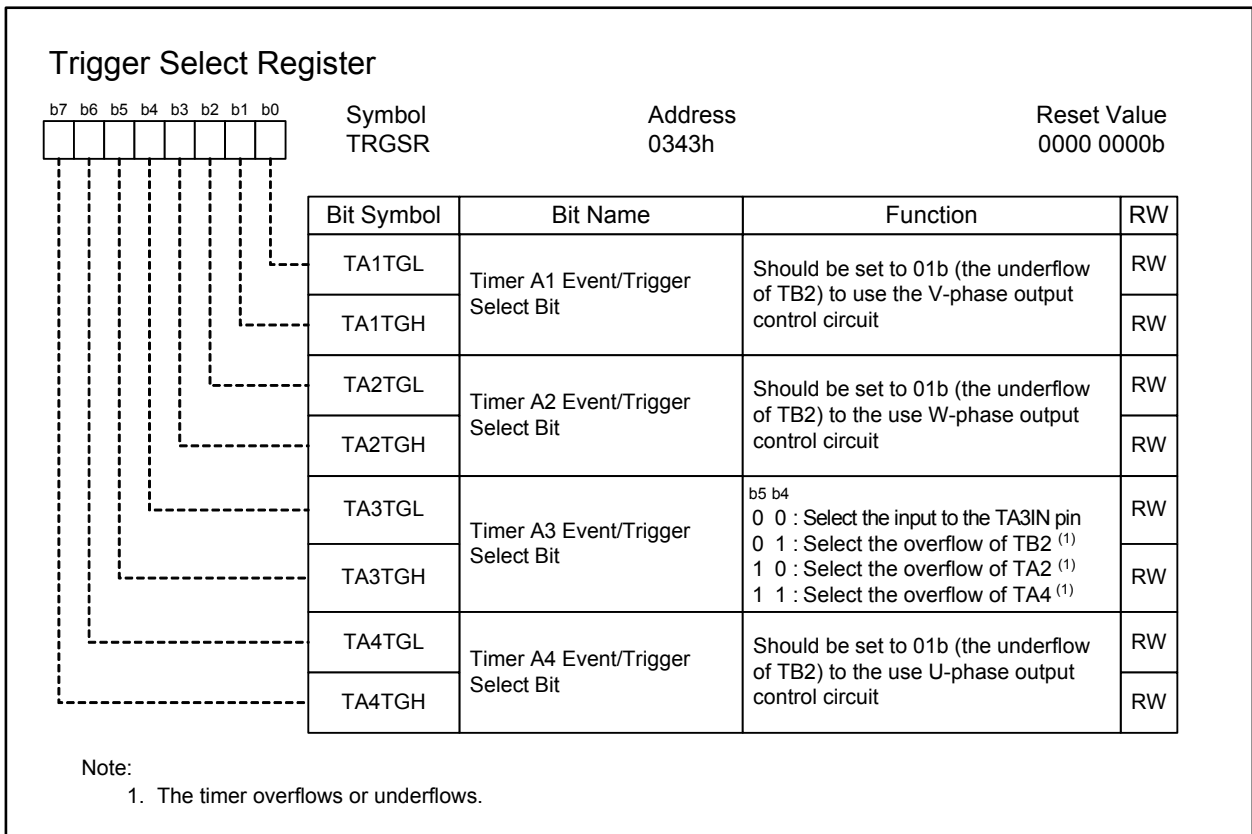 Trigger Select Register
b7 b6 b5 b4 b3 b2 b1 b0
Symbol Address Reset Value
TRGSR 0343h 0000 0000b
Bit Symbol Bit Name Function RW
TA1TGL RW
Timer A1 Event/Trigger
Select Bit
Should be set to 01b (the underflow
of TB2) to use the V-phase output
control circuit
TA1TGH RW
TA2TGL RW
Timer A2 Event/Trigger
Select Bit
Should be set to 01b (the underflow
of TB2) to the use W-phase output
control circuit
TA2TGH RW
TA3TGL RW
Timer A3 Event/Trigger
Select Bit
b5 b4
0 0 : Select the input to the TA3IN pin
0 1 : Select the overflow of TB2 (1)
1 0 : Select the overflow of TA2 (1)
1 1 : Select the overflow of TA4 (1)
TA3TGH RW
TA4TGL RW
Timer A4 Event/Trigger
Select Bit
Should be set to 01b (the underflow
of TB2) to the use U-phase output
control circuit
TA4TGH RW
Note:
1. The timer overflows or underflows.